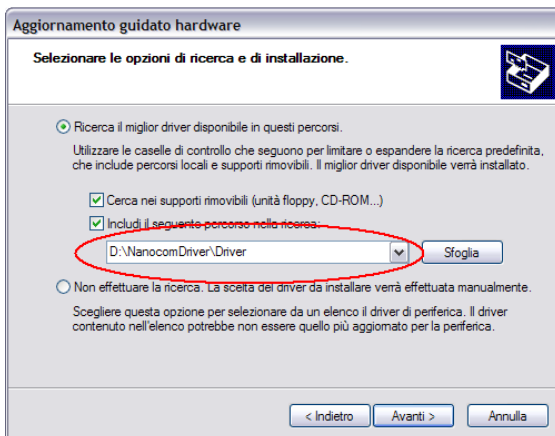 Aggiornamento guidato hardware
Selezionare le opzioni di ricerca e di installazione.
Ricerca il miglior driver disponibile in questi percorsi.
Utilizzare le caselle di controllo che seguono per limitare o espandere la ricerca predefinita,
che include percorsi locali e supporti rimovibili. Il miglior driver disponibile verrà installato.
Cerca nei supporti rimovibili (unità floppy, CD-ROM...)
Includi il seguente percorso nella ricerca:
D:\NanocomDriver\Driver
Sfoglia
Non effettuare la ricerca. La scelta del driver da installare verrà effettuata manualmente.
Scegliere questa opzione per selezionare da un elenco il driver di periferica. Il driver
contenuto nell'elenco potrebbe non essere quello più aggiornato per la periferica.
< Indietro
Avanti >
Annulla